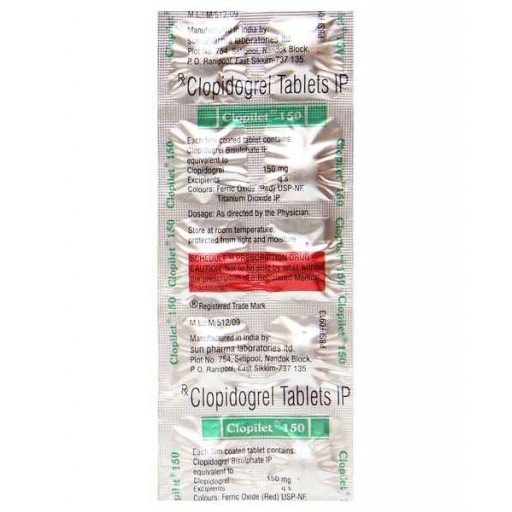 M L: M/512/09
Manufactured in India by
sun pharma laboratories ltd.
Plot No. 754, Setipool, Nandok Block,
P. O. Ranipool, East Sikkim-737 135.
Rx Clopidogrel Tablets IP
Clopilet® 150
Each film coated tablet contains:
Clopidogrel Bisulphate IP
equivalent to
Clopidogrel 150 mg
Excipients q.s.
Colours: Ferric Oxide (Red) USP-NF,
Titanium Dioxide IP
Dosage: As directed by the Physician.
Store at room temperature,
protected from light and moisture.
SCHEDULE H PRESCRIPTION DRUG
CAUTION: Not to be sold by retail without
the prescription of a Registered Medical
Practitioner.
® Registered Trade Mark
M L: M/512/09
Manufactured in India by
sun pharma laboratories ltd.
Plot No. 754, Setipool, Nandok Block,
P. O. Ranipool, East Sikkim-737 135.
Rx Clopidogrel Tablets IP
Clopilet® 150
Each film coated tablet contains:
Clopidogrel Bisulphate IP
equivalent to
Clopidogrel 150 mg
Excipients q.s.
Colours: Ferric Oxide (Red) USP-NF,
Clopilet® 150
Clopilet® 150
Clopilet® 150
Clopilet® 150
Clopilet® 150